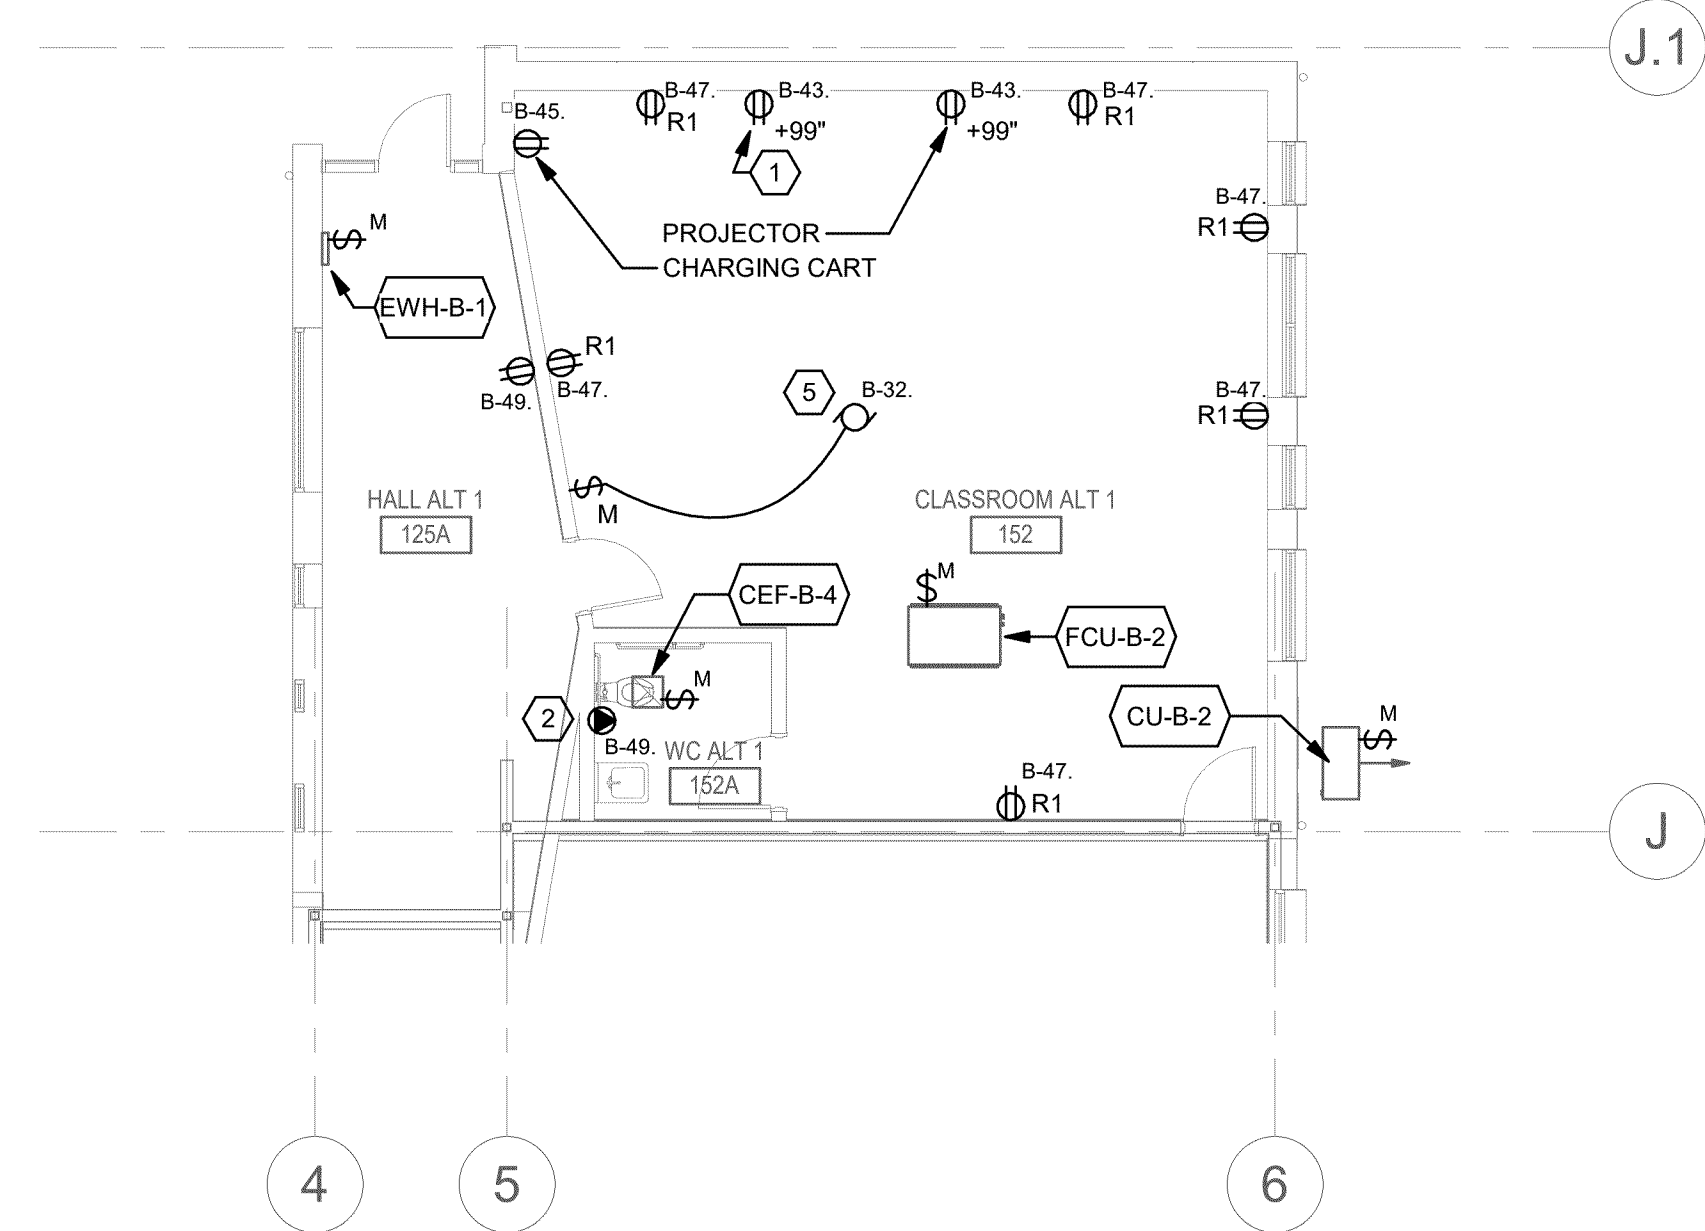 J.1
B-45.
B-47.
R1
B-43.
+99"
B-43.
+99"
B-47.
R1
1
M
PROJECTOR
CHARGING CART
B-47.
R1
EWH-B-1
R1
B-47.
B-49.
5
B-32.
B-47.
R1
M
HALL ALT 1
125A
CLASSROOM ALT 1
152
M
CEF-B-4
FCU-B-2
M
2
B-49.
WC ALT 1
152A
CU-B-2
M
B-47.
R1
J
4
5
6